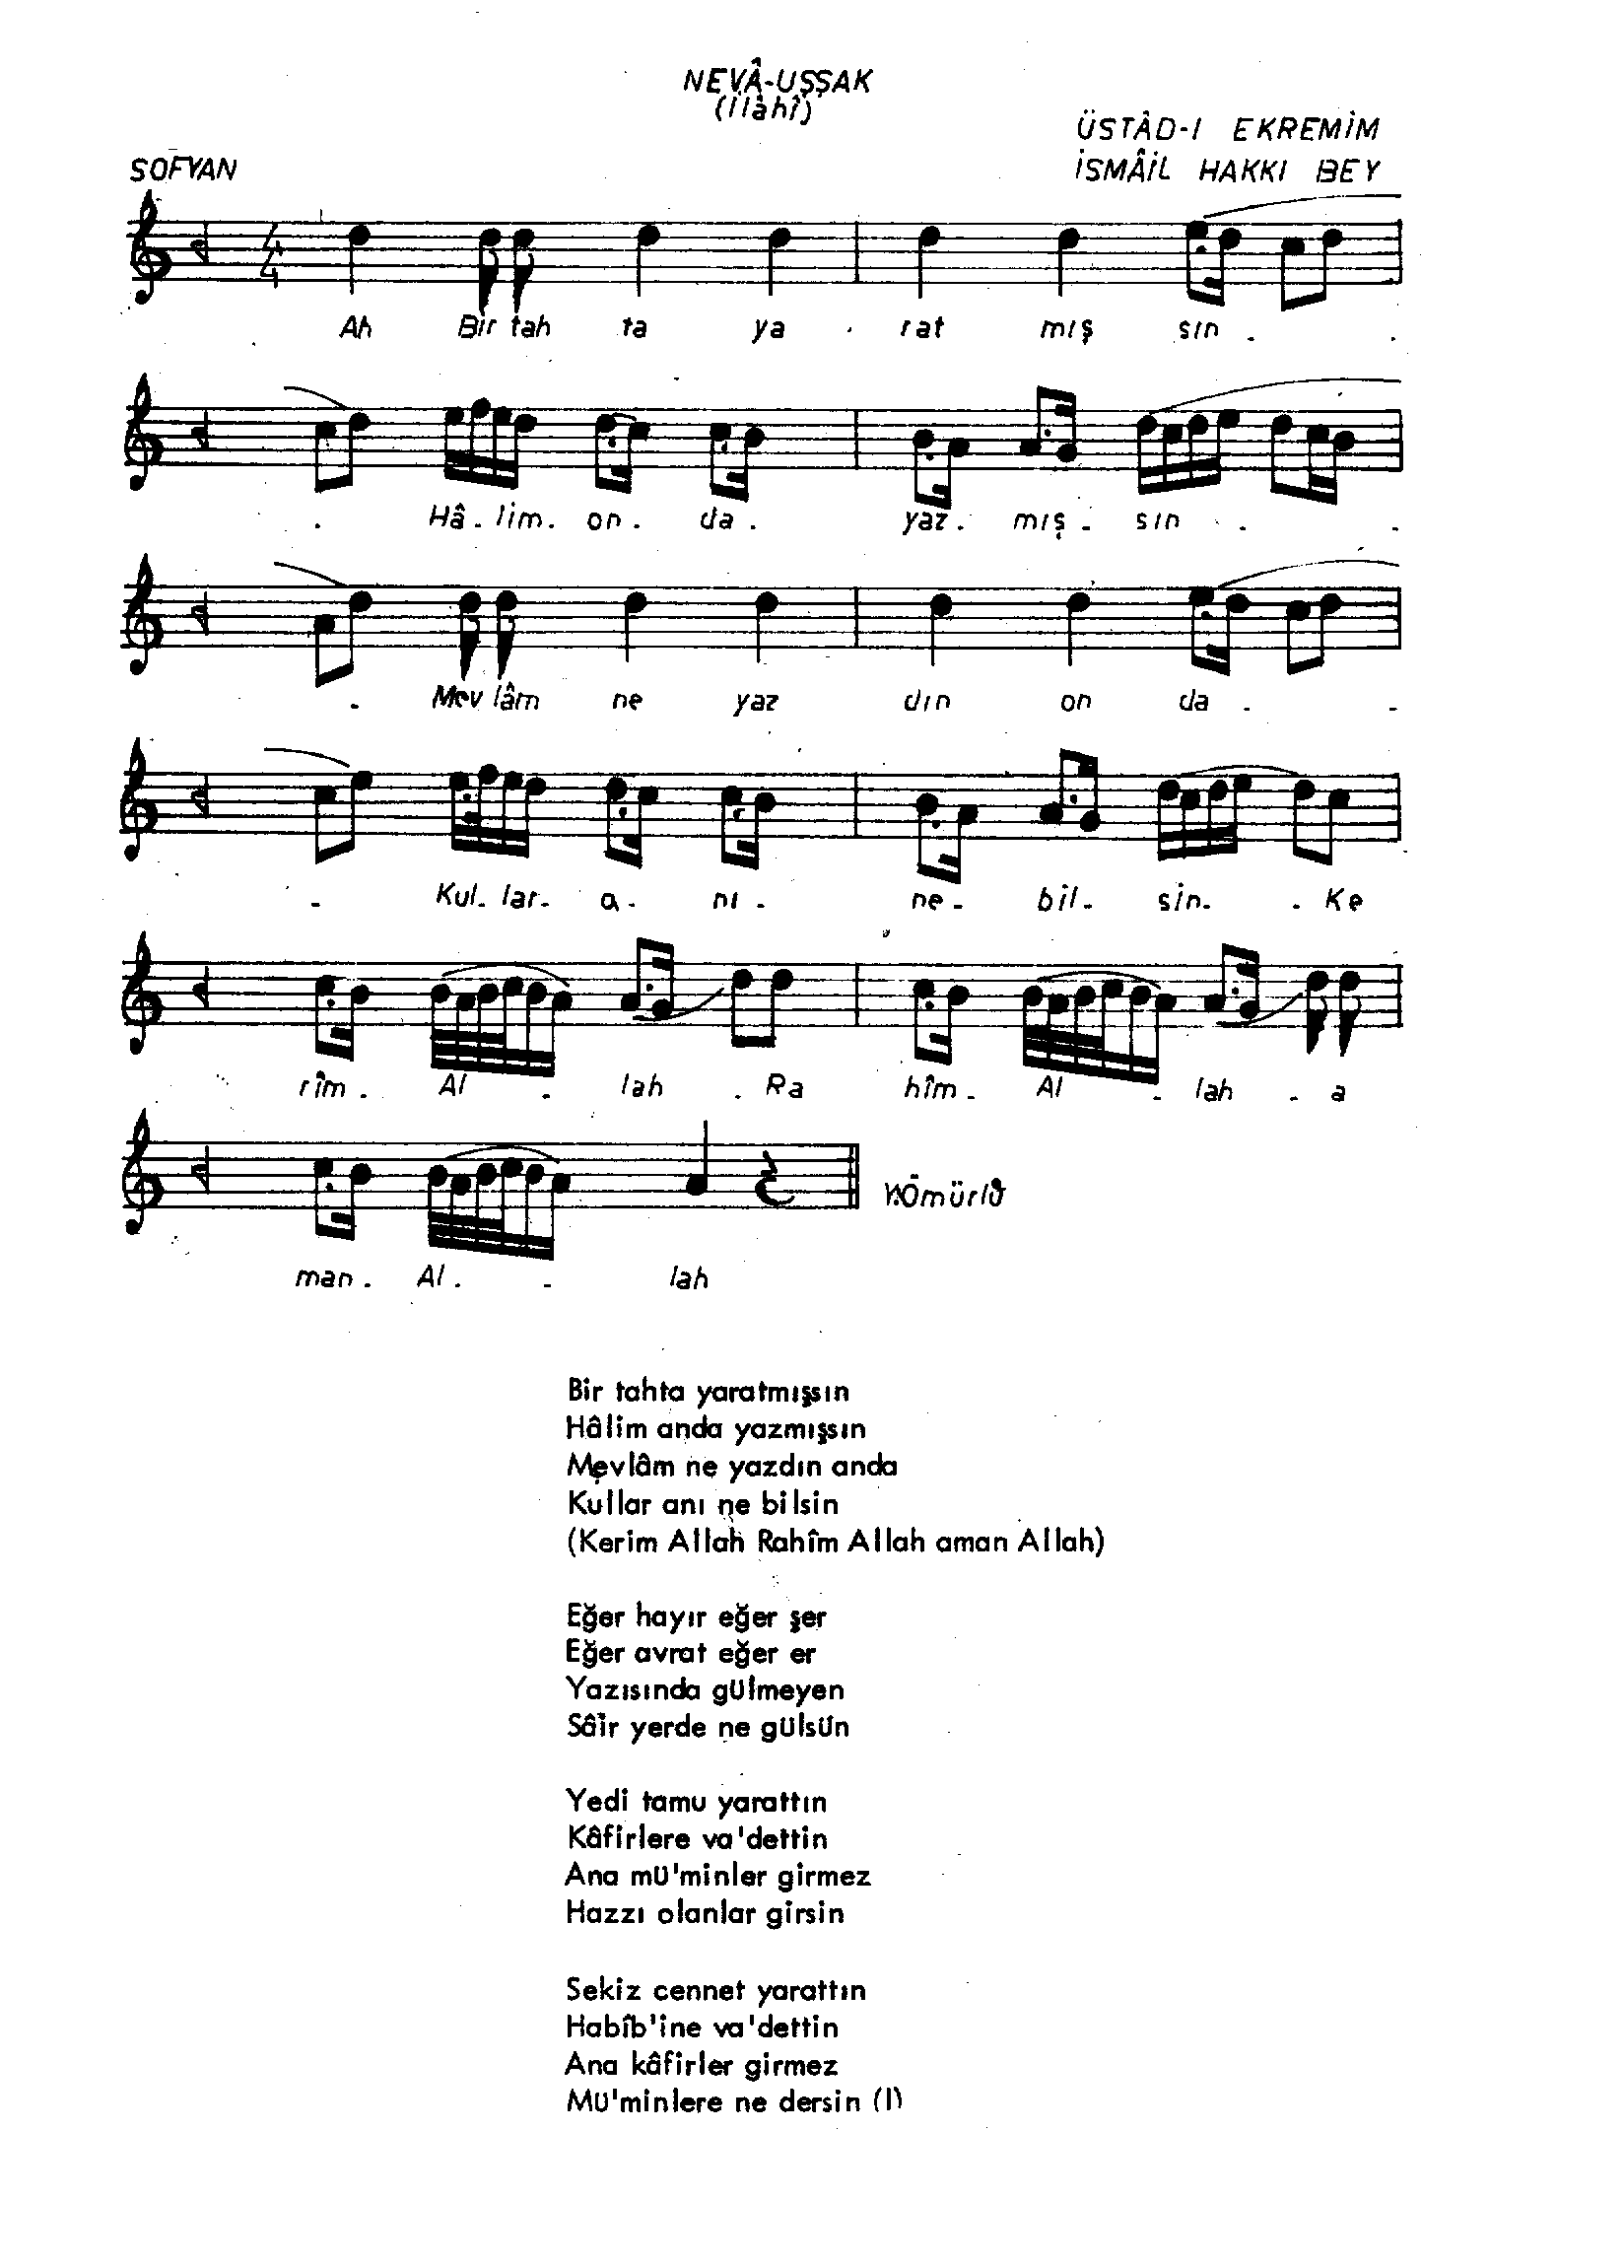 NEVÂ-UŞŞAK
(İlâhî)
ÜSTÂD-I EKREMİM
SOFYAN
İSMÂİL HAKKI BEY
4
4
Ah Bir tah ta ya . rat mış sın . .
. Hâ . lim . on . da . yaz . mış . sın . . .
. Mev lâm ne yaz dın on da . .
. Kul . lar . a . nı . ne . bil . sin . . Ke
rîm . Al . lah . Ra hîm . Al . lah . a
man . Al . . lah
Bir tahta yaratmışsın
Hâlim anda yazmışsın
Mevlâm ne yazdın anda
Kullar anı ne bilsin
(Kerim Allah Rahîm Allah aman Allah)
Eğer hayır eğer şer
Eğer avrat eğer er
Yazısında gülmeyen
Sâir yerde ne gülsün
Yedi tamu yarattın
Kâfirlere va'dettin
Ana mü'minler girmez
Hazzı olanlar girsin
Sekiz cennet yarattın
Habîb'ine va'dettin
Ana kâfirler girmez
Mü'minlere ne dersin (I)